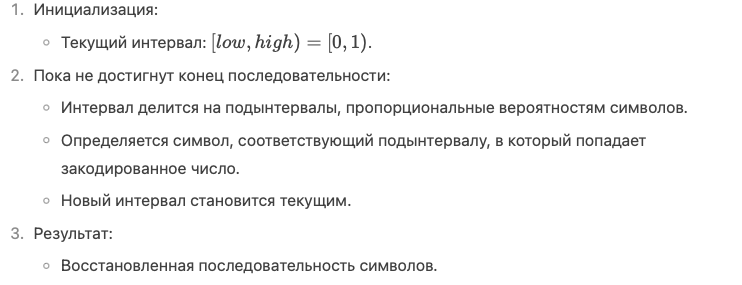 1. Инициализация:
Текущий интервал: [low, high) = [0, 1).
2. Пока не достигнут конец последовательности:
Интервал делится на подынтервалы, пропорциональные вероятностям символов.
Определяется символ, соответствующий подынтервалу, в который попадает
закодированное число.
Новый интервал становится текущим.
3. Результат:
Восстановленная последовательность символов.